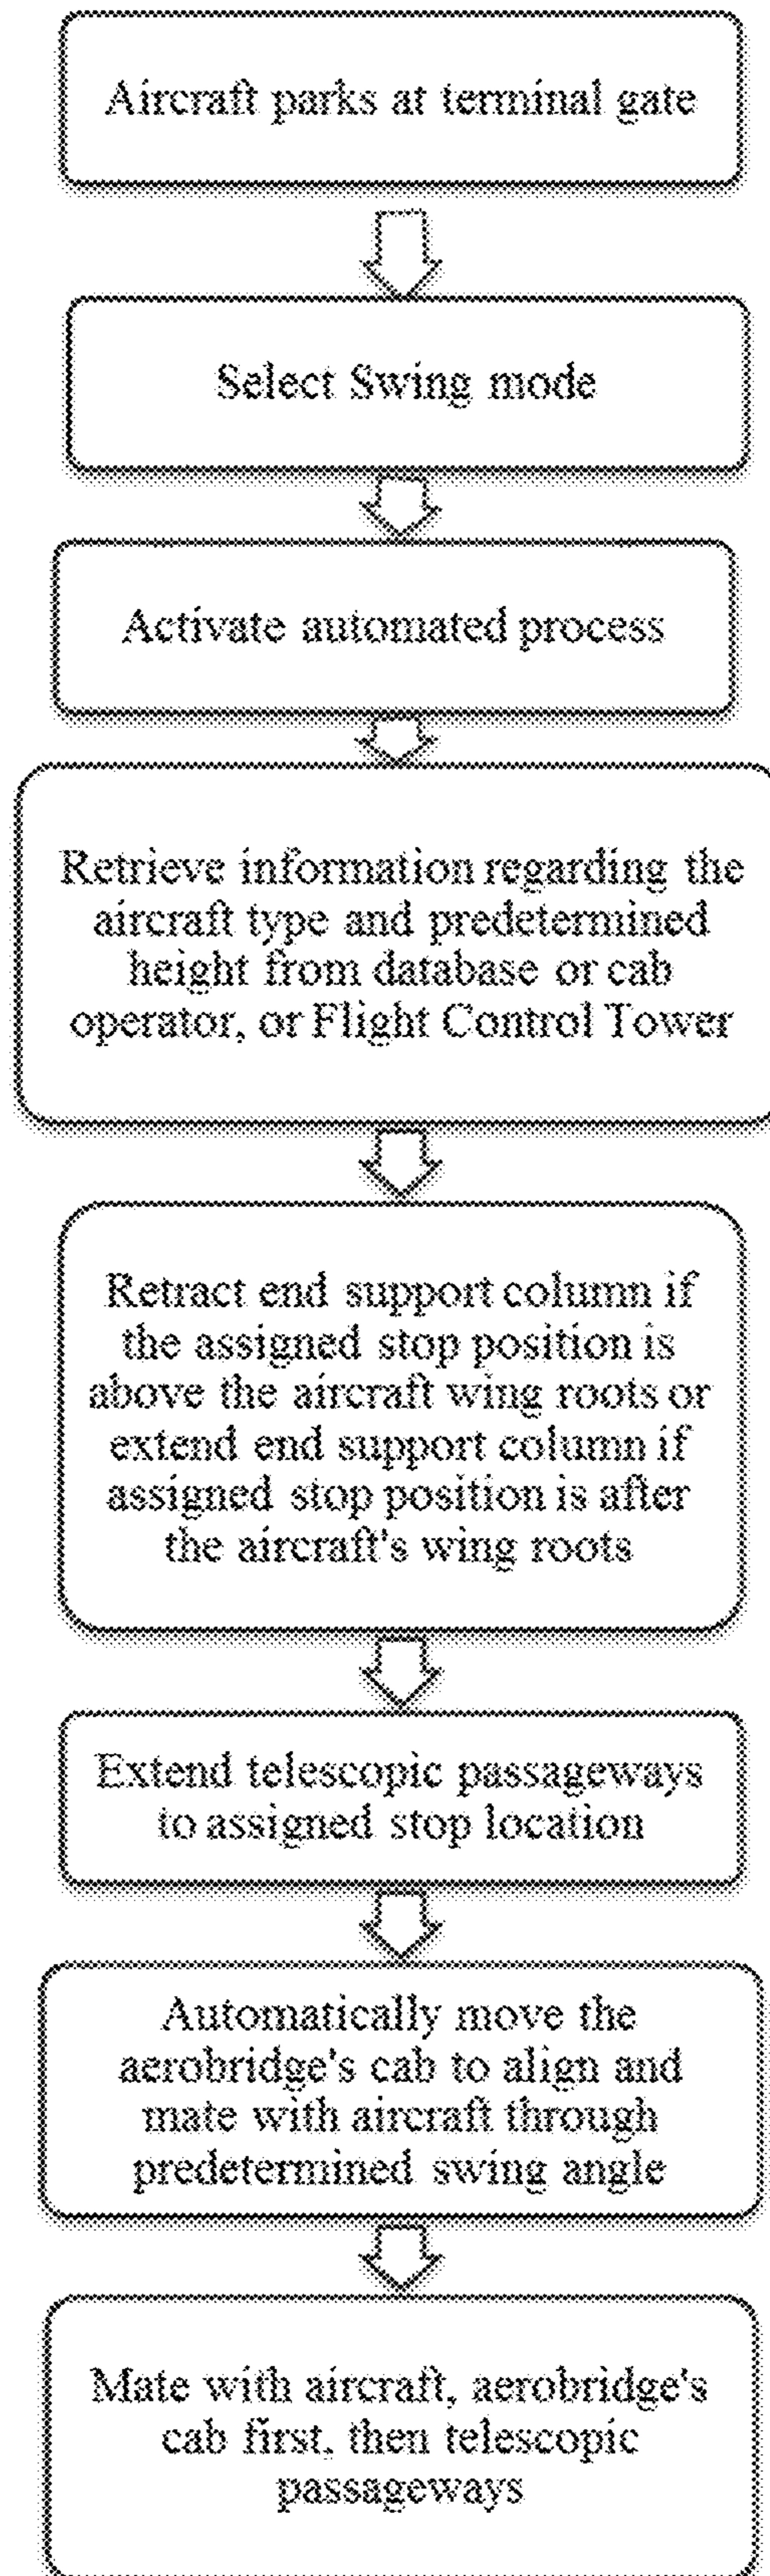 Aircraft parks at terminal gate
Select Swing mode
Activate automated process
Retrieve information regarding the
aircraft type and predetermined
height from database or cab
operator, or Flight Control Tower
Retract end support column if
the assigned stop position is
above the aircraft wing roots or
extend end support column if
assigned stop position is after
the aircraft's wing roots
Extend telescopic passageways
to assigned stop location
Automatically move the
aerobridge's cab to align and
mate with aircraft through
predetermined swing angle
Mate with aircraft, aerobridge's
cab first, then telescopic
passageways